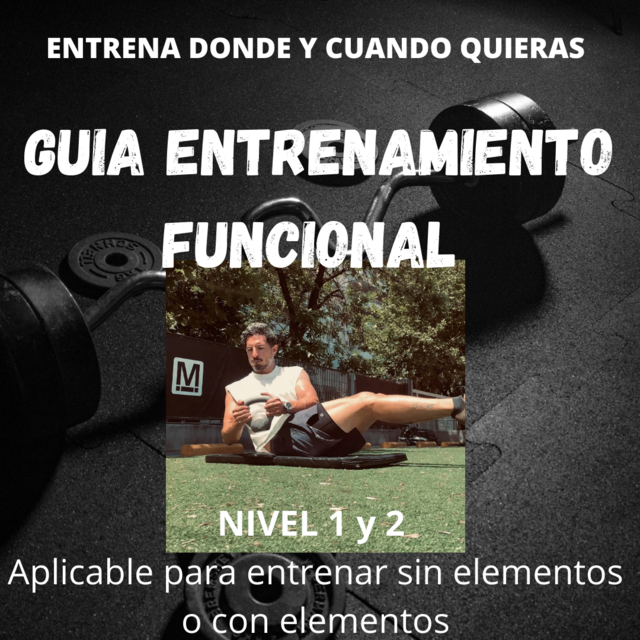 ENTRENA DONDE Y CUANDO QUIERAS
GUIA ENTRENAMIENTO
FUNCIONAL
M
NIVEL 1 y 2
Aplicable para entrenar sin elementos
o con elementos